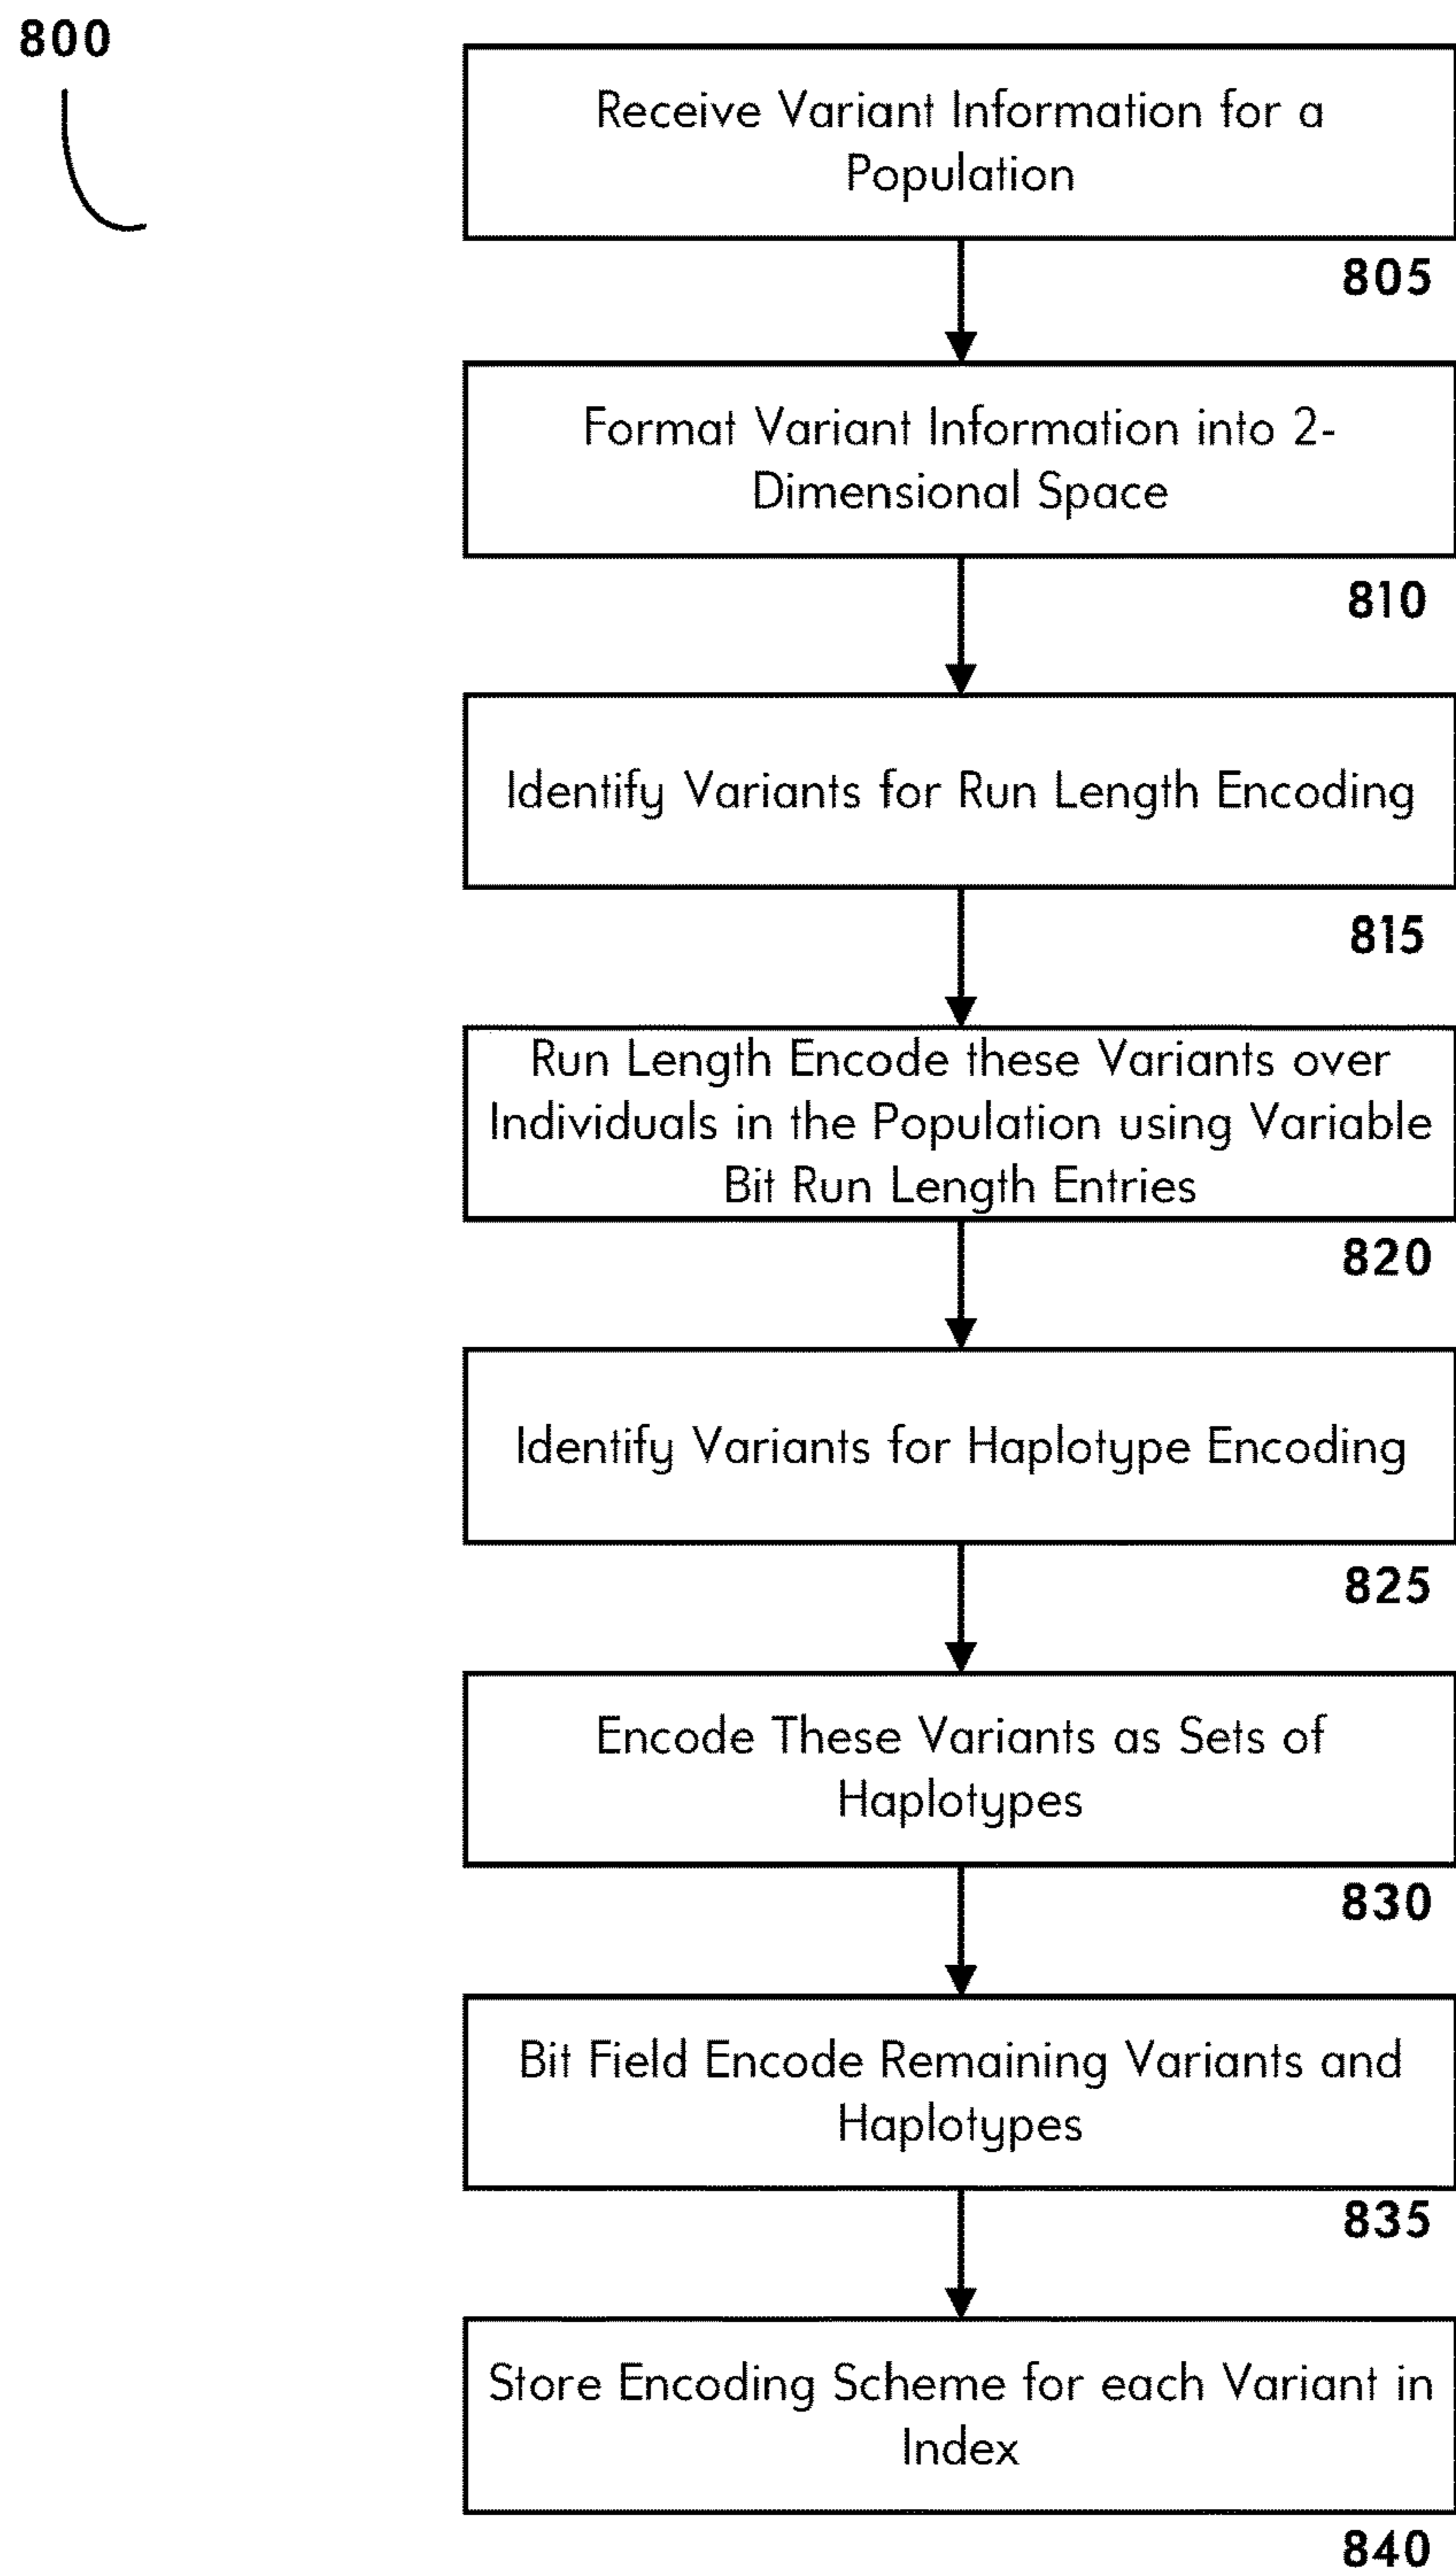 800
Receive Variant Information for a
Population
805
Format Variant Information into 2-
Dimensional Space
810
Identify Variants for Run Length Encoding
815
Run Length Encode these Variants over
Individuals in the Population using Variable
Bit Run Length Entries
820
Identify Variants for Haplotype Encoding
825
Encode These Variants as Sets of
Haplotypes
830
Bit Field Encode Remaining Variants and
Haplotypes
835
Store Encoding Scheme for each Variant in
Index
840